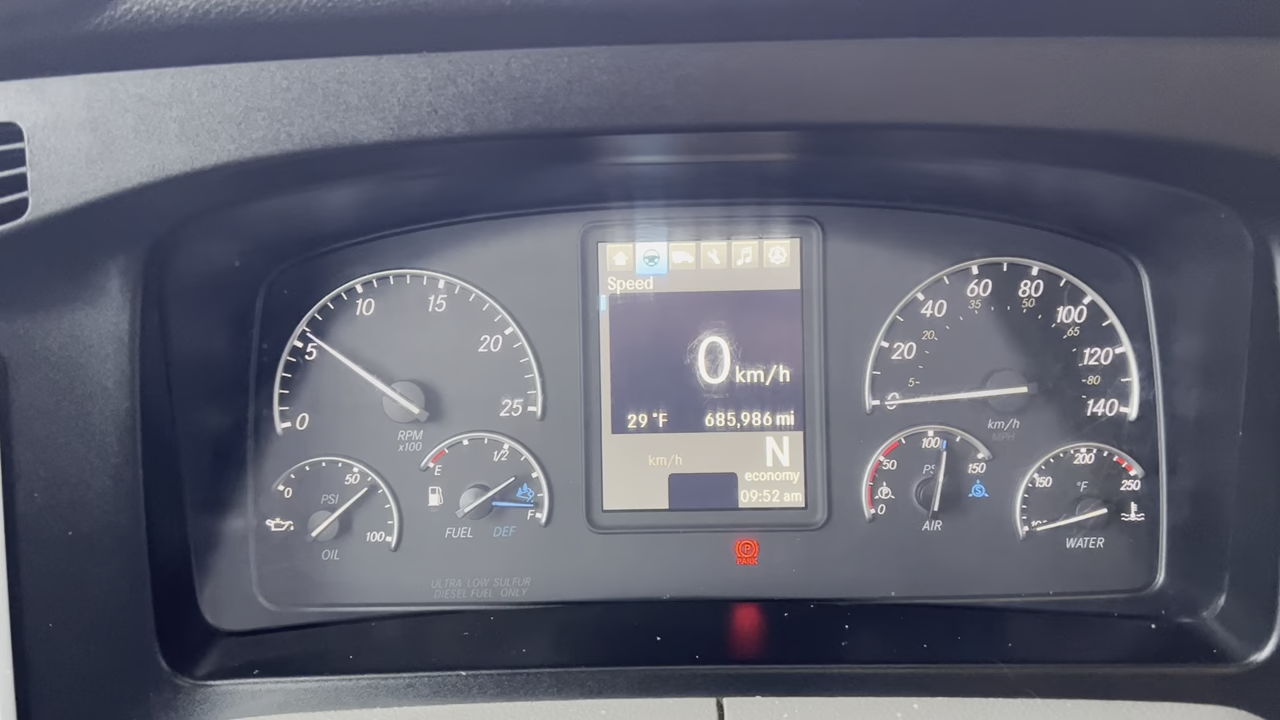 Speed
0 km/h
29 °F 685,986 mi
km/h
N
economy
09:52 am
0 5 10 15 20 25
RPM
x100
0 50 100
PSI
OIL
E 1/2 F
FUEL DEF
ULTRA LOW SULFUR
DIESEL FUEL ONLY
PARK
0 20 40 60 80 100 120 140
5 20 35 50 65 80
km/h
MPH
0 50 100 150
AIR
150 200 250
°F
WATER